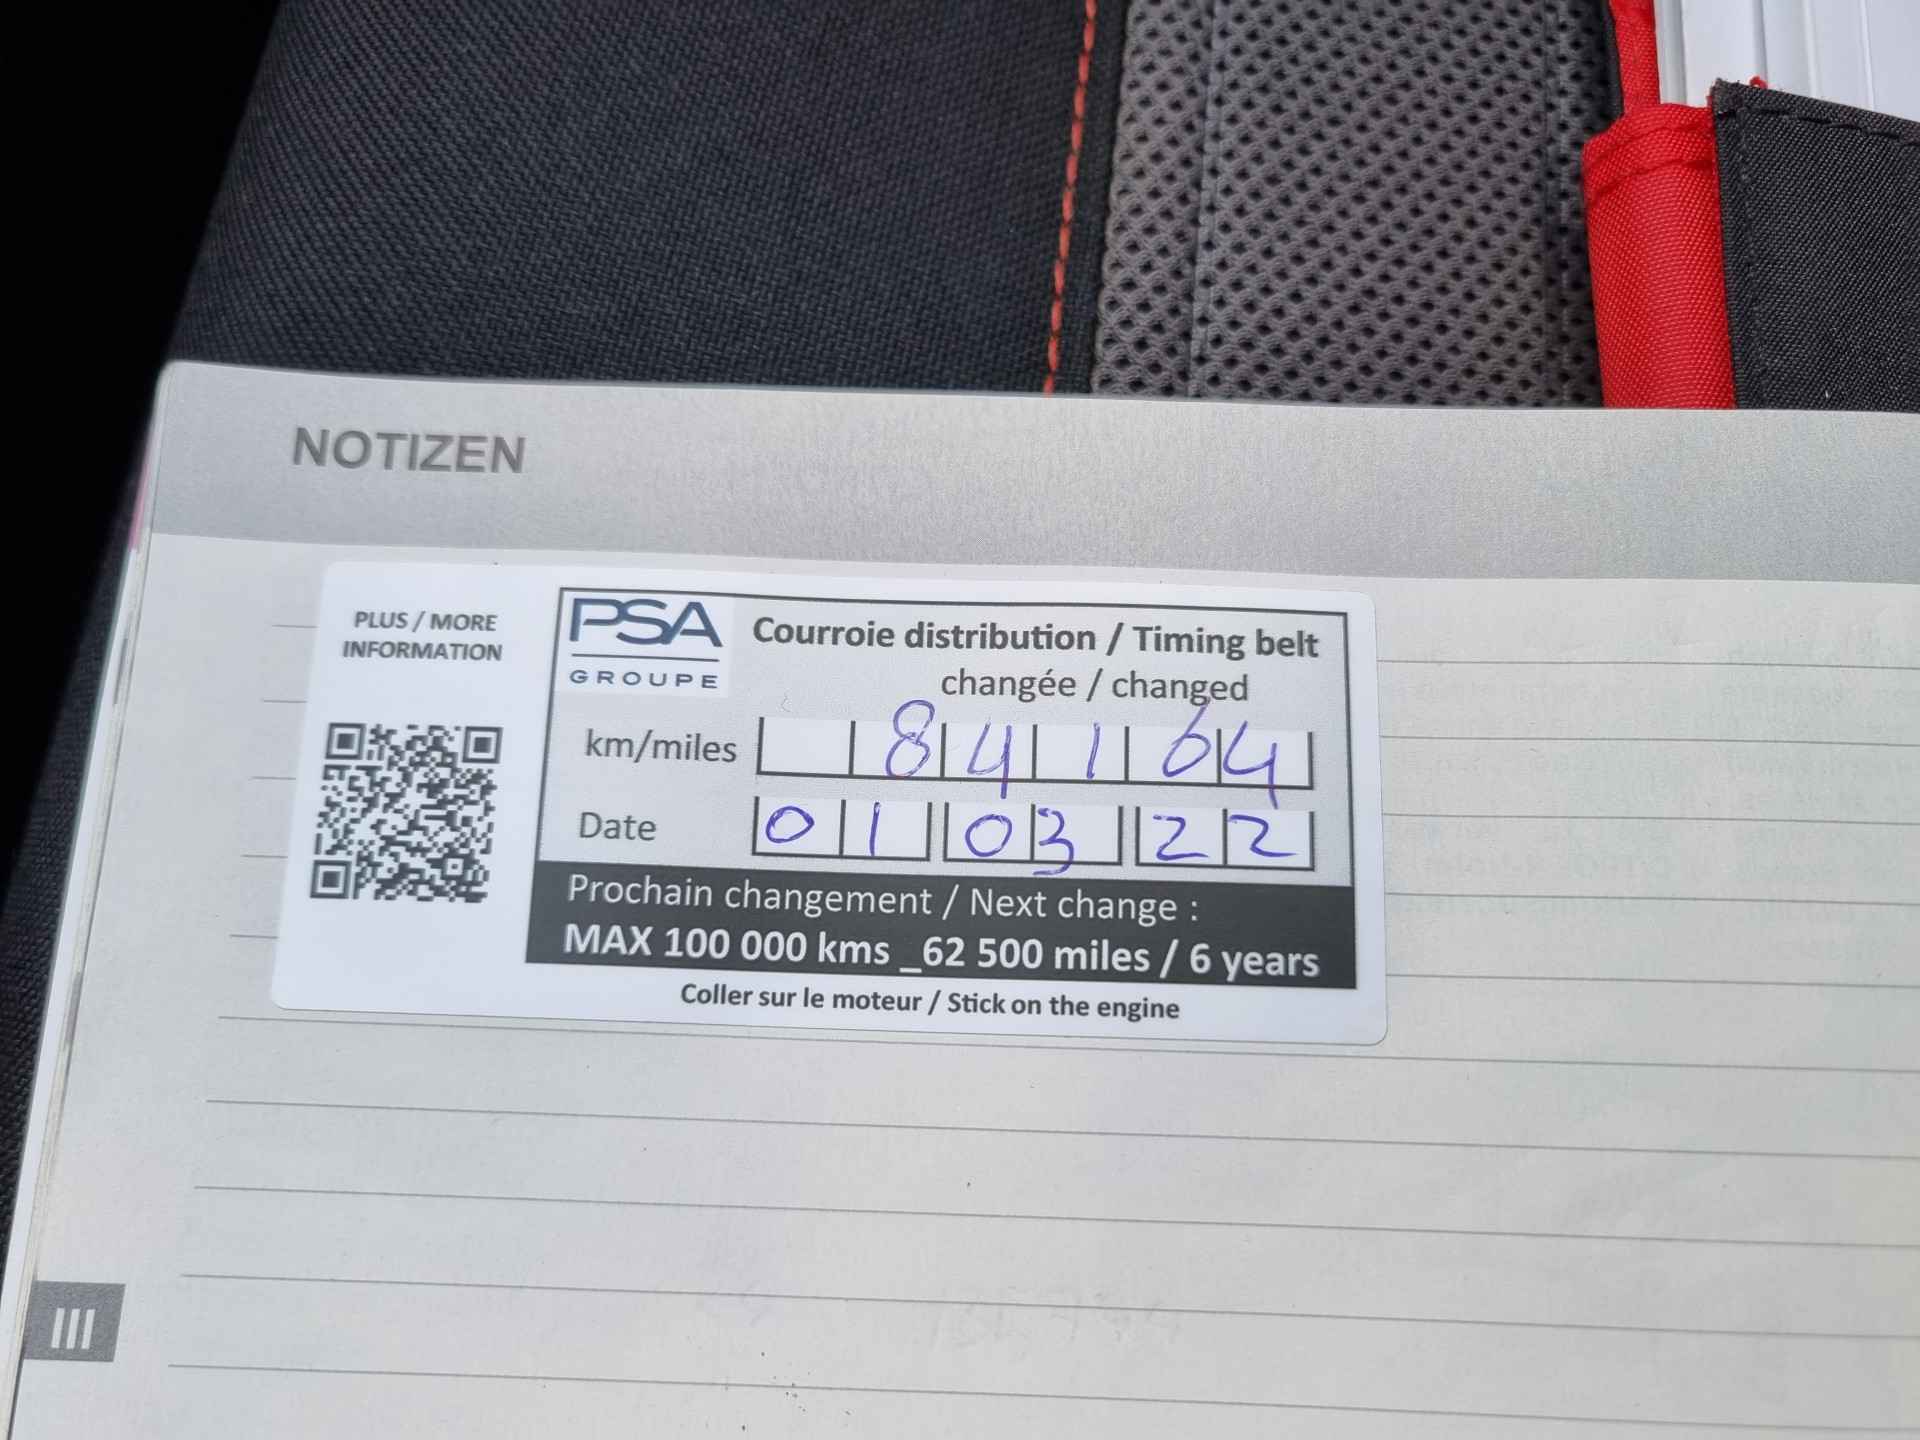 NOTIZEN
PLUS / MORE
INFORMATION
PSA
GROUPE
Courroie distribution / Timing belt
changée / changed
km/miles 84164
Date 01 03 22
Prochain changement / Next change :
MAX 100 000 kms _62 500 miles / 6 years
Coller sur le moteur / Stick on the engine
III